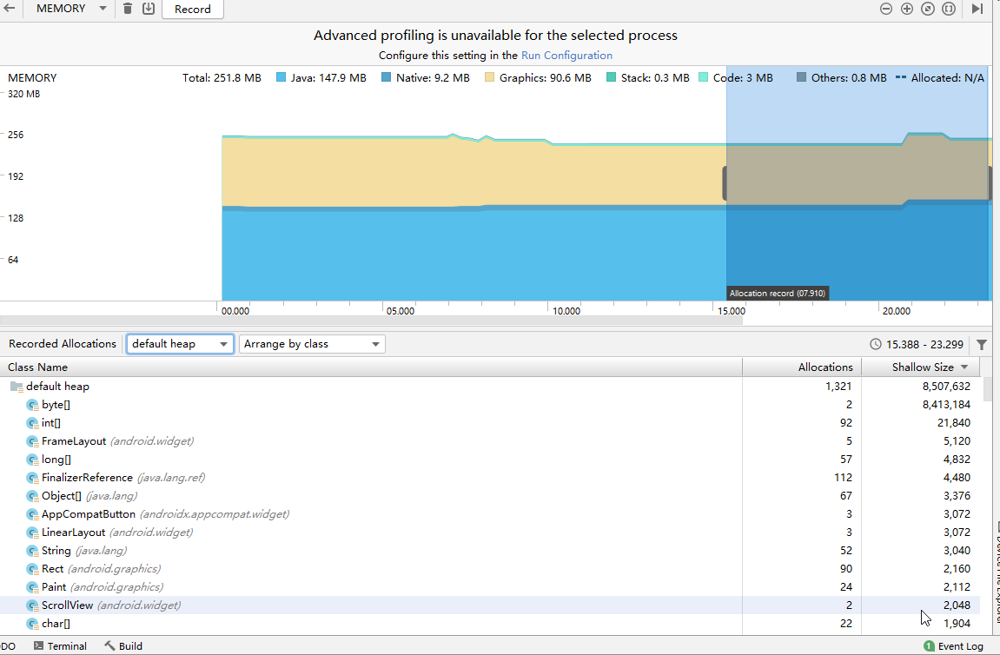 MEMORY
Record
Advanced profiling is unavailable for the selected process
Configure this setting in the Run Configuration
MEMORY Total: 251.8 MB Java: 147.9 MB Native: 9.2 MB Graphics: 90.6 MB Stack: 0.3 MB Code: 3 MB Others: 0.8 MB Allocated: N/A
320 MB
256
192
128
64
Allocation record (07.910)
00.000 05.000 10.000 15.000 20.000
Recorded Allocations default heap Arrange by class 15.388 - 23.299
Class Name Allocations Shallow Size
default heap 1,321 8,507,632
byte[] 2 8,413,184
int[] 92 21,840
FrameLayout (android.widget) 5 5,120
long[] 57 4,832
FinalizerReference (java.lang.ref) 112 4,480
Object[] (java.lang) 67 3,376
AppCompatButton (androidx.appcompat.widget) 3 3,072
LinearLayout (android.widget) 3 3,072
String (java.lang) 52 3,040
Rect (android.graphics) 90 2,160
Paint (android.graphics) 24 2,112
ScrollView (android.widget) 2 2,048
char[] 22 1,904
DO Terminal Build 1 Event Log